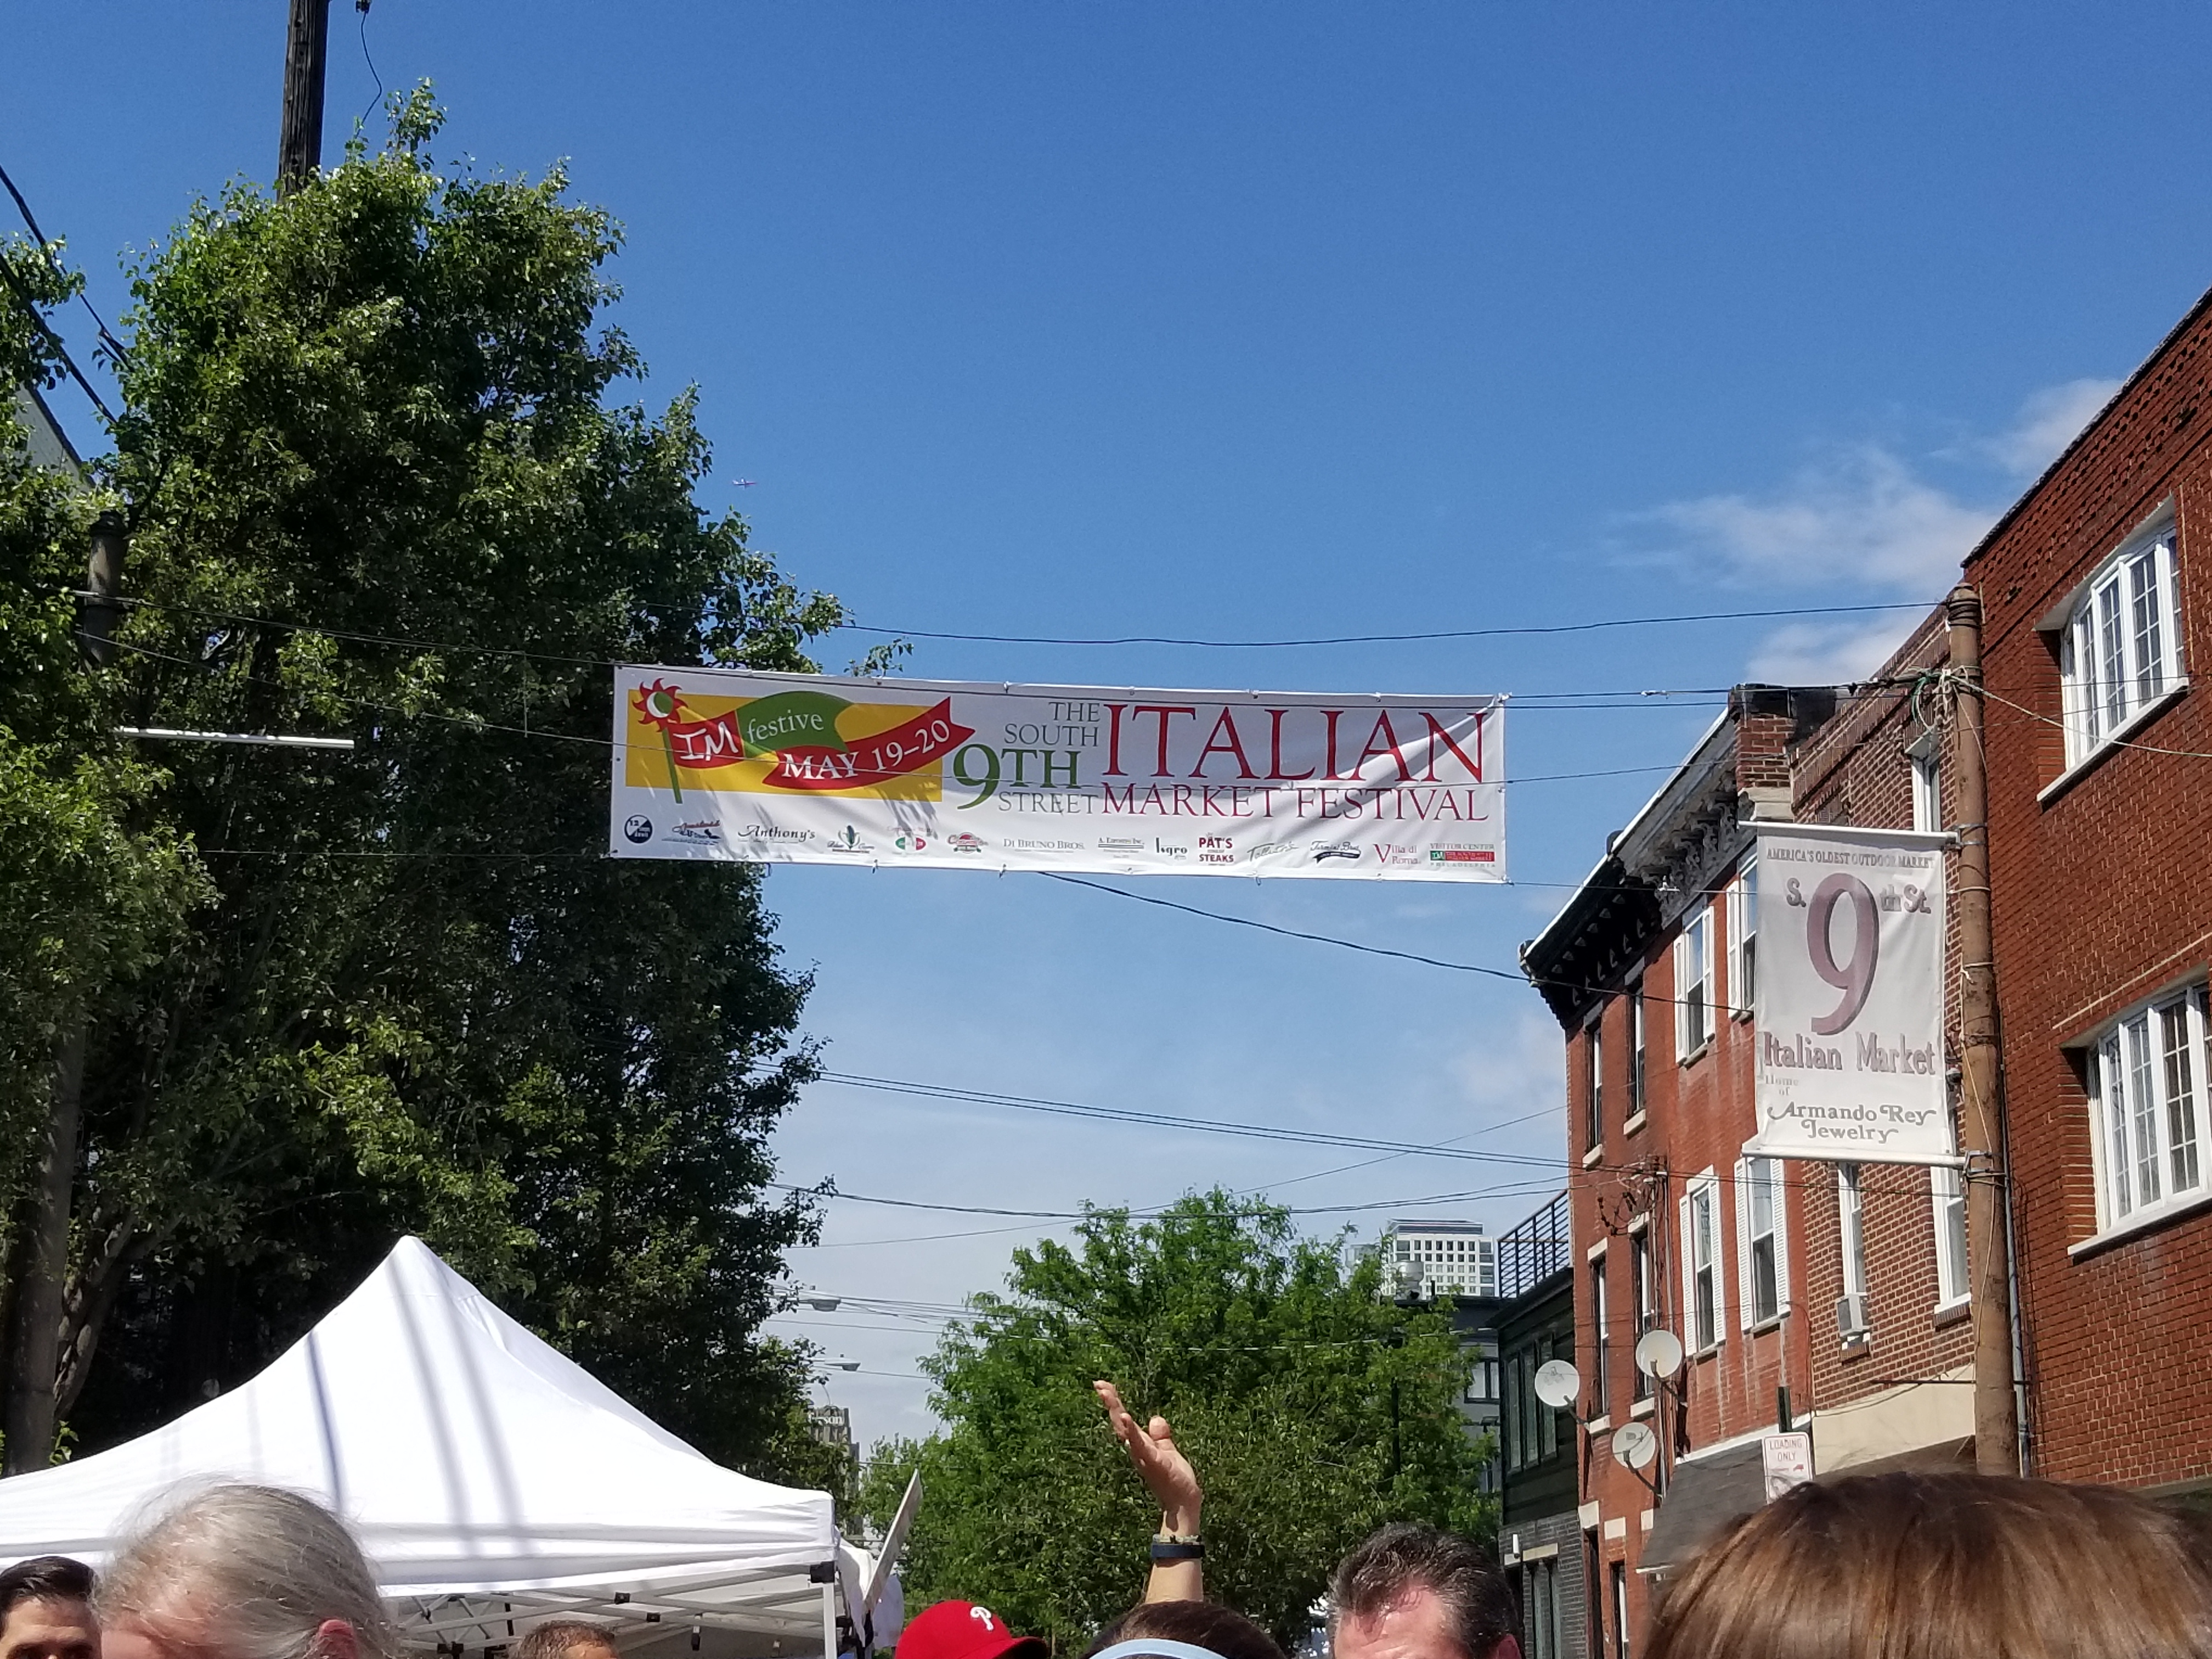 I.M. festive
MAY 19–20
THE
SOUTH
9TH
STREET
ITALIAN
MARKET FESTIVAL
Anthony's
DI BRUNO BROS.
Isgro
PAT'S
STEAKS
Villa di
Roma
VISITOR CENTER
AMERICA'S OLDEST OUTDOOR MARKET
S. 9th St.
Italian Market
Home
of
Armando Rey
Jewelry
LOADING
ONLY
P